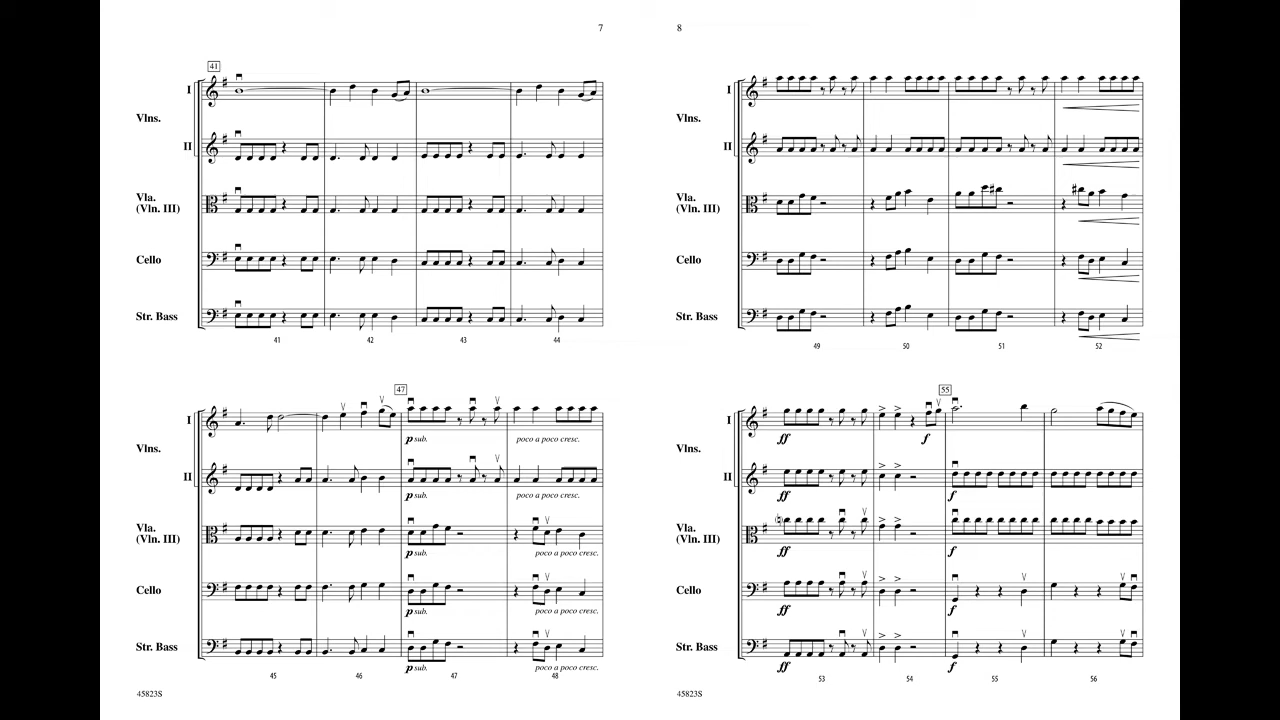 7
41
I
Vlns.
II
Vla.
(Vln. III)
Cello
Str. Bass
41 42 43 44
47
I
Vlns.
II
Vla.
(Vln. III)
Cello
Str. Bass
p sub. poco a poco cresc.
p sub. poco a poco cresc.
p sub. poco a poco cresc.
p sub. poco a poco cresc.
p sub. poco a poco cresc.
45 46 47 48
45823S
8
I
Vlns.
II
Vla.
(Vln. III)
Cello
Str. Bass
49 50 51 52
55
I
Vlns.
II
Vla.
(Vln. III)
Cello
Str. Bass
ff f
ff f
ff f
ff f
ff f
53 54 55 56
45823S